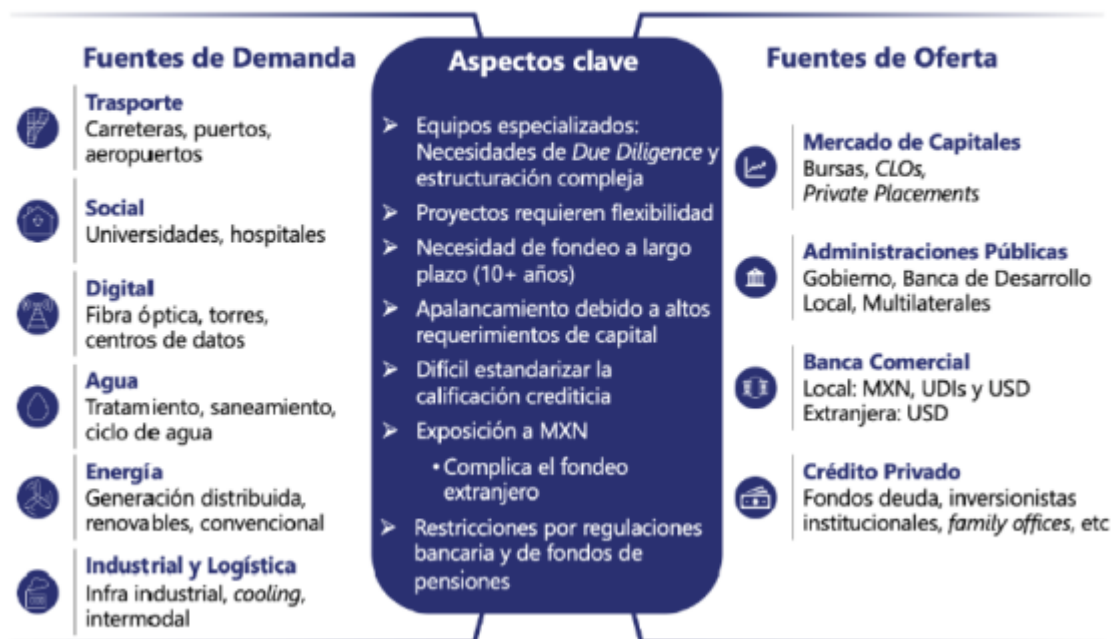 Fuentes de Demanda
Trasporte
Carreteras, puertos,
aeropuertos
Social
Universidades, hospitales
Digital
Fibra óptica, torres,
centros de datos
Agua
Tratamiento, saneamiento,
ciclo de agua
Energía
Generación distribuida,
renovables, convencional
Industrial y Logística
Infra industrial, cooling,
intermodal
Aspectos clave
➢ Equipos especializados:
Necesidades de Due Diligence y
estructuración compleja
➢ Proyectos requieren flexibilidad
➢ Necesidad de fondeo a largo
plazo (10+ años)
➢ Apalancamiento debido a altos
requerimientos de capital
➢ Difícil estandarizar la
calificación crediticia
➢ Exposición a MXN
• Complica el fondeo
extranjero
➢ Restricciones por regulaciones
bancaria y de fondos de
pensiones
Fuentes de Oferta
Mercado de Capitales
Bursas, CLOs,
Private Placements
Administraciones Públicas
Gobierno, Banca de Desarrollo
Local, Multilaterales
Banca Comercial
Local: MXN, UDIs y USD
Extranjera: USD
Crédito Privado
Fondos deuda, inversionistas
institucionales, family offices, etc